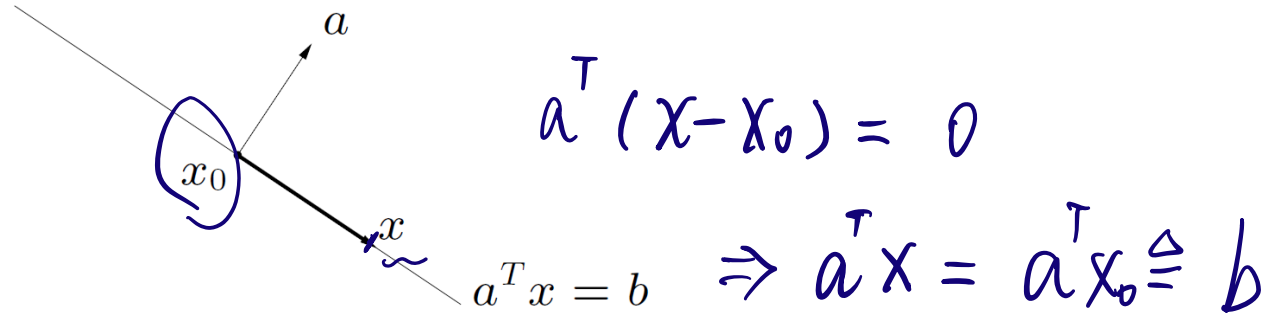 a
a^T (x - x_0) = 0
x_0
x
a^T x = b
⇒ a^T x = a^T x_0 ≜ b